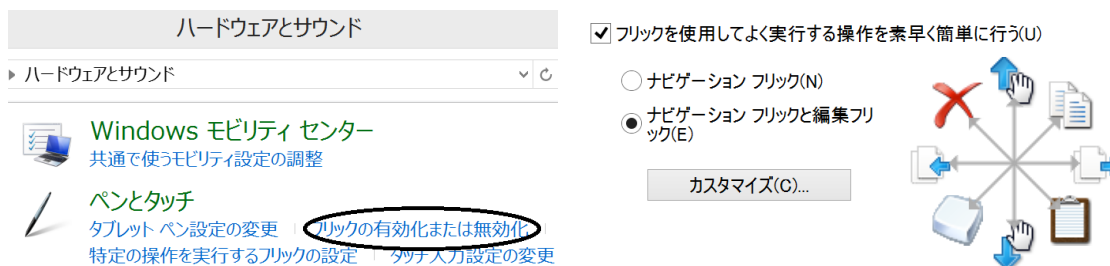 ハードウェアとサウンド
ハードウェアとサウンド
Windows モビリティ センター
共通で使うモビリティ設定の調整
ペンとタッチ
タブレット ペン設定の変更
フリックの有効化または無効化
特定の操作を実行するフリックの設定
タッチ入力設定の変更
フリックを使用してよく実行する操作を素早く簡単に行う(U)
ナビゲーション フリック(N)
ナビゲーション フリックと編集フリ
ック(E)
カスタマイズ(C)...